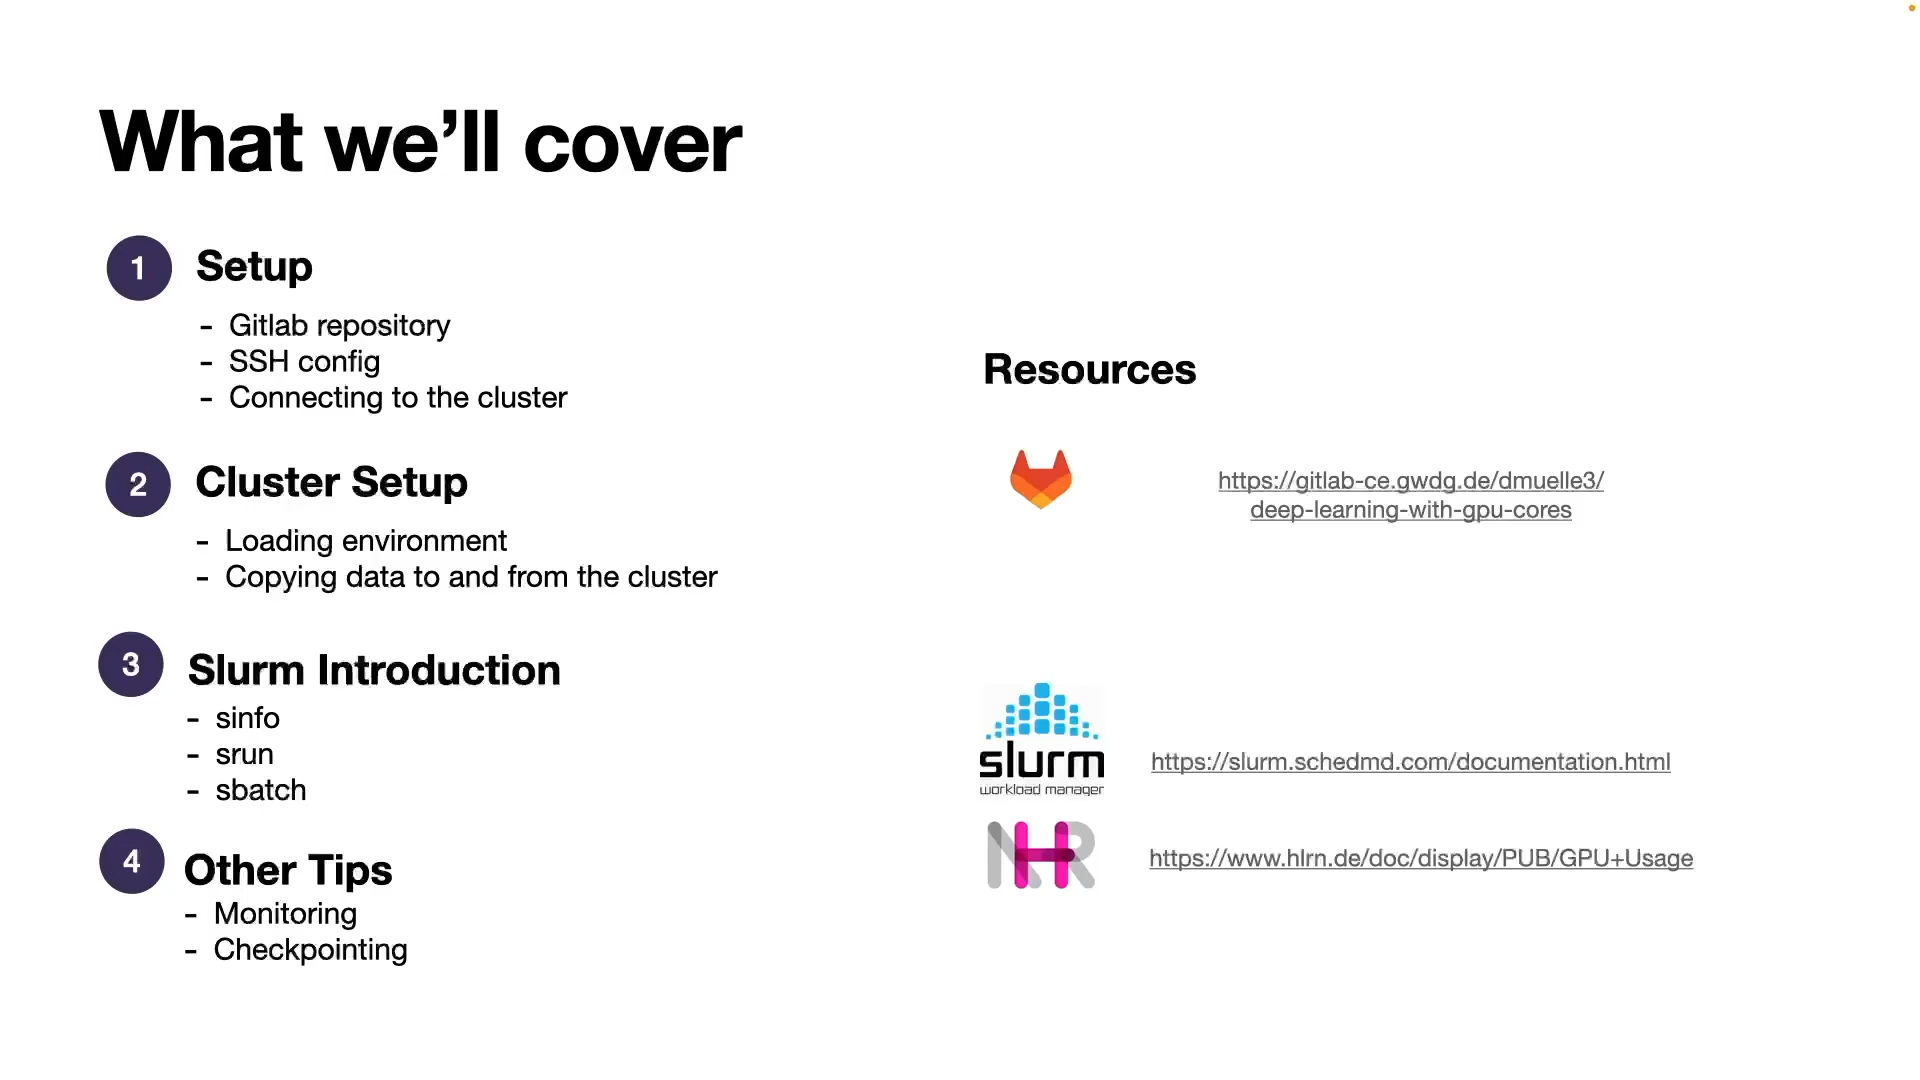 What we’ll cover
1 Setup
- Gitlab repository
- SSH config
- Connecting to the cluster
2 Cluster Setup
- Loading environment
- Copying data to and from the cluster
3 Slurm Introduction
- sinfo
- srun
- sbatch
4 Other Tips
- Monitoring
- Checkpointing
Resources
https://gitlab-ce.gwdg.de/dmuelle3/
deep-learning-with-gpu-cores
slurm
workload manager
https://slurm.schedmd.com/documentation.html
NHR
https://www.hlrn.de/doc/display/PUB/GPU+Usage